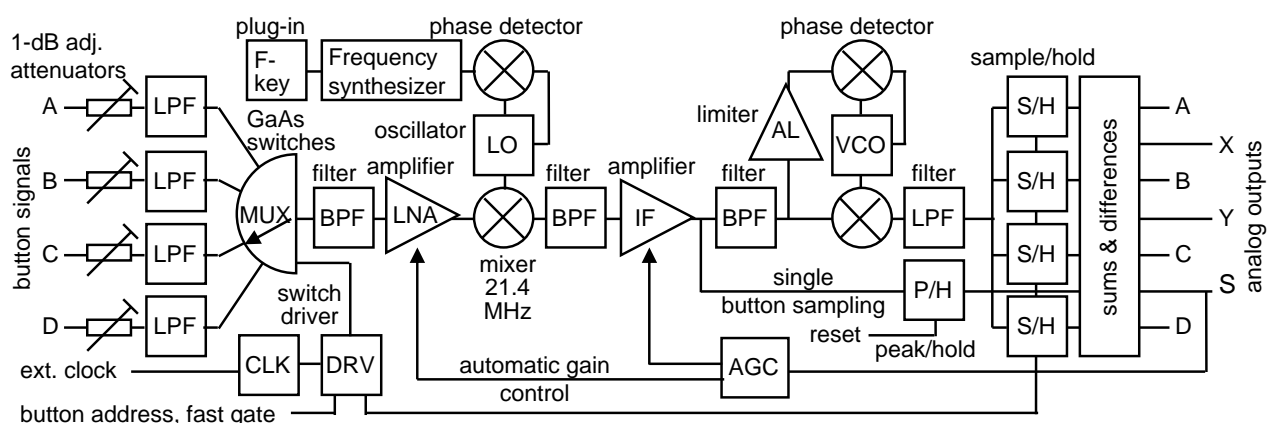 plug-in
phase detector
phase detector
1-dB adj.
attenuators
F-
key
Frequency
synthesizer
sample/hold
A
LPF
GaAs
switches
oscillator
LO
limiter
AL
VCO
S/H
A
X
B
LPF
MUX
filter
BPF
amplifier
LNA
filter
BPF
amplifier
IF
filter
BPF
filter
LPF
S/H
B
Y
button signals
C
LPF
mixer
21.4
MHz
single
button sampling
P/H
S/H
sums & differences
C
S
analog outputs
D
LPF
switch
driver
reset
peak/hold
S/H
D
ext. clock
CLK
DRV
automatic gain
control
AGC
button address, fast gate